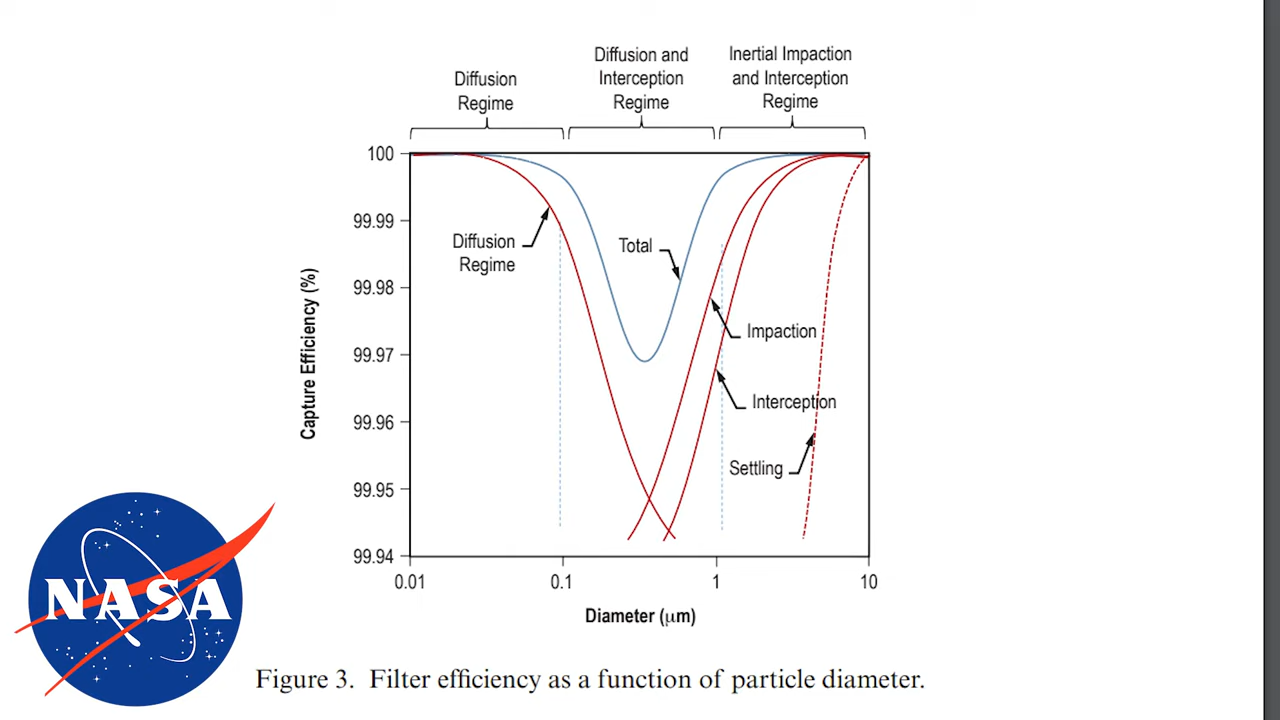 Diffusion
Regime
Diffusion and
Interception
Regime
Inertial Impaction
and Interception
Regime
100
99.99
99.98
99.97
99.96
99.95
99.94
Capture Efficiency (%)
Diffusion
Regime
Total
Impaction
Interception
Settling
0.01
0.1
1
10
Diameter (μm)
NASA
Figure 3. Filter efficiency as a function of particle diameter.